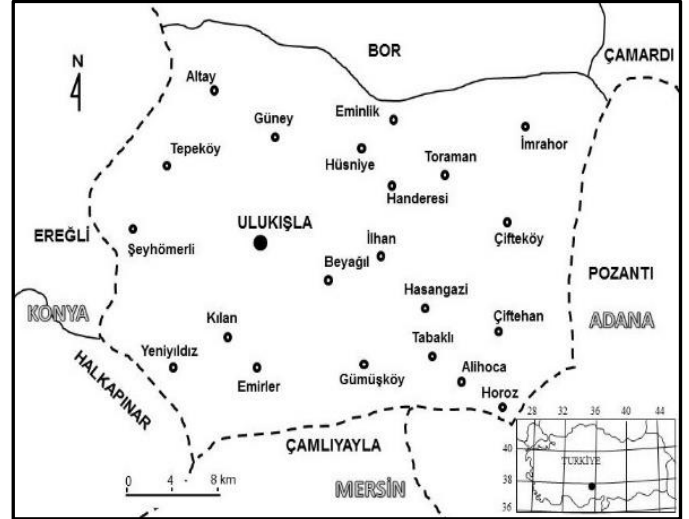 BOR
ÇAMARDI
N
Altay
Güney
Eminlik
İmrahor
Tepeköy
Hüsniye
Toraman
Handeresi
EREĞLİ
Şeyhömerli
ULUKIŞLA
İlhan
Çifteköy
Beyağıl
POZANTI
KONYA
Hasangazi
ADANA
Kılan
Çiftehan
Tabaklı
HALKAPINAR
Yeniyıldız
Emirler
Gümüşköy
Alihoca
Horoz
ÇAMLIYAYLA
MERSİN
0 4 8 km
28 32 36 40 44
40
TURKİYE
38
36